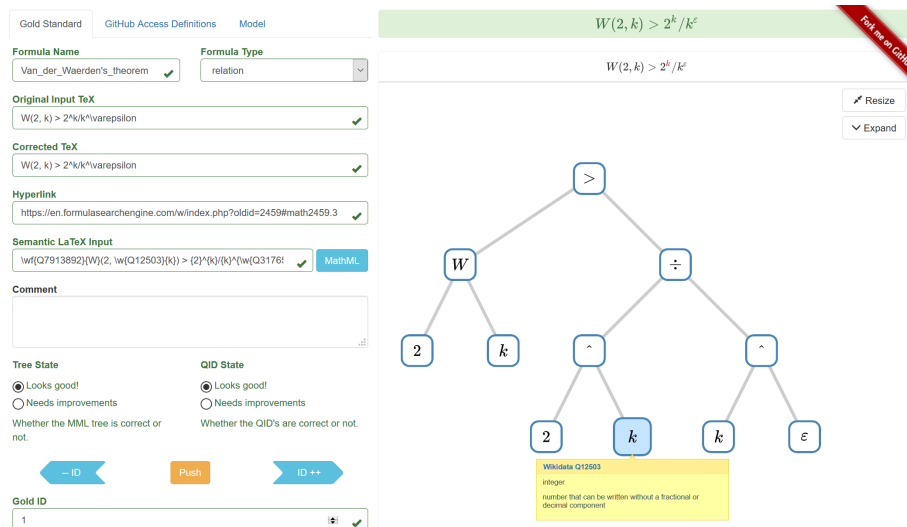 Gold Standard
GitHub Access Definitions
Model
Formula Name
Formula Type
Van_der_Waerden's_theorem
relation
Original Input TeX
W(2, k) > 2^k/k^\varepsilon
Corrected TeX
W(2, k) > 2^k/k^\varepsilon
Hyperlink
https://en.formulasearchengine.com/w/index.php?oldid=2459#math2459.3
Semantic LaTeX Input
\wf{Q7913892}{W}(2, \w{Q12503}{k}) > {2}^{k}/{k}^{\w{Q3176
MathML
Comment
Tree State
QID State
Looks good!
Looks good!
Needs improvements
Needs improvements
Whether the MML tree is correct or
not.
Whether the QID's are correct or not.
-- ID
Push
ID ++
Gold ID
1
W(2, k) > 2^k/k^ε
W(2, k) > 2^k/k^ε
Fork me on
Resize
Expand
>
W
÷
2
k
^
^
2
k
k
ε
Wikidata Q12503
integer
number that can be written without a fractional or
decimal component